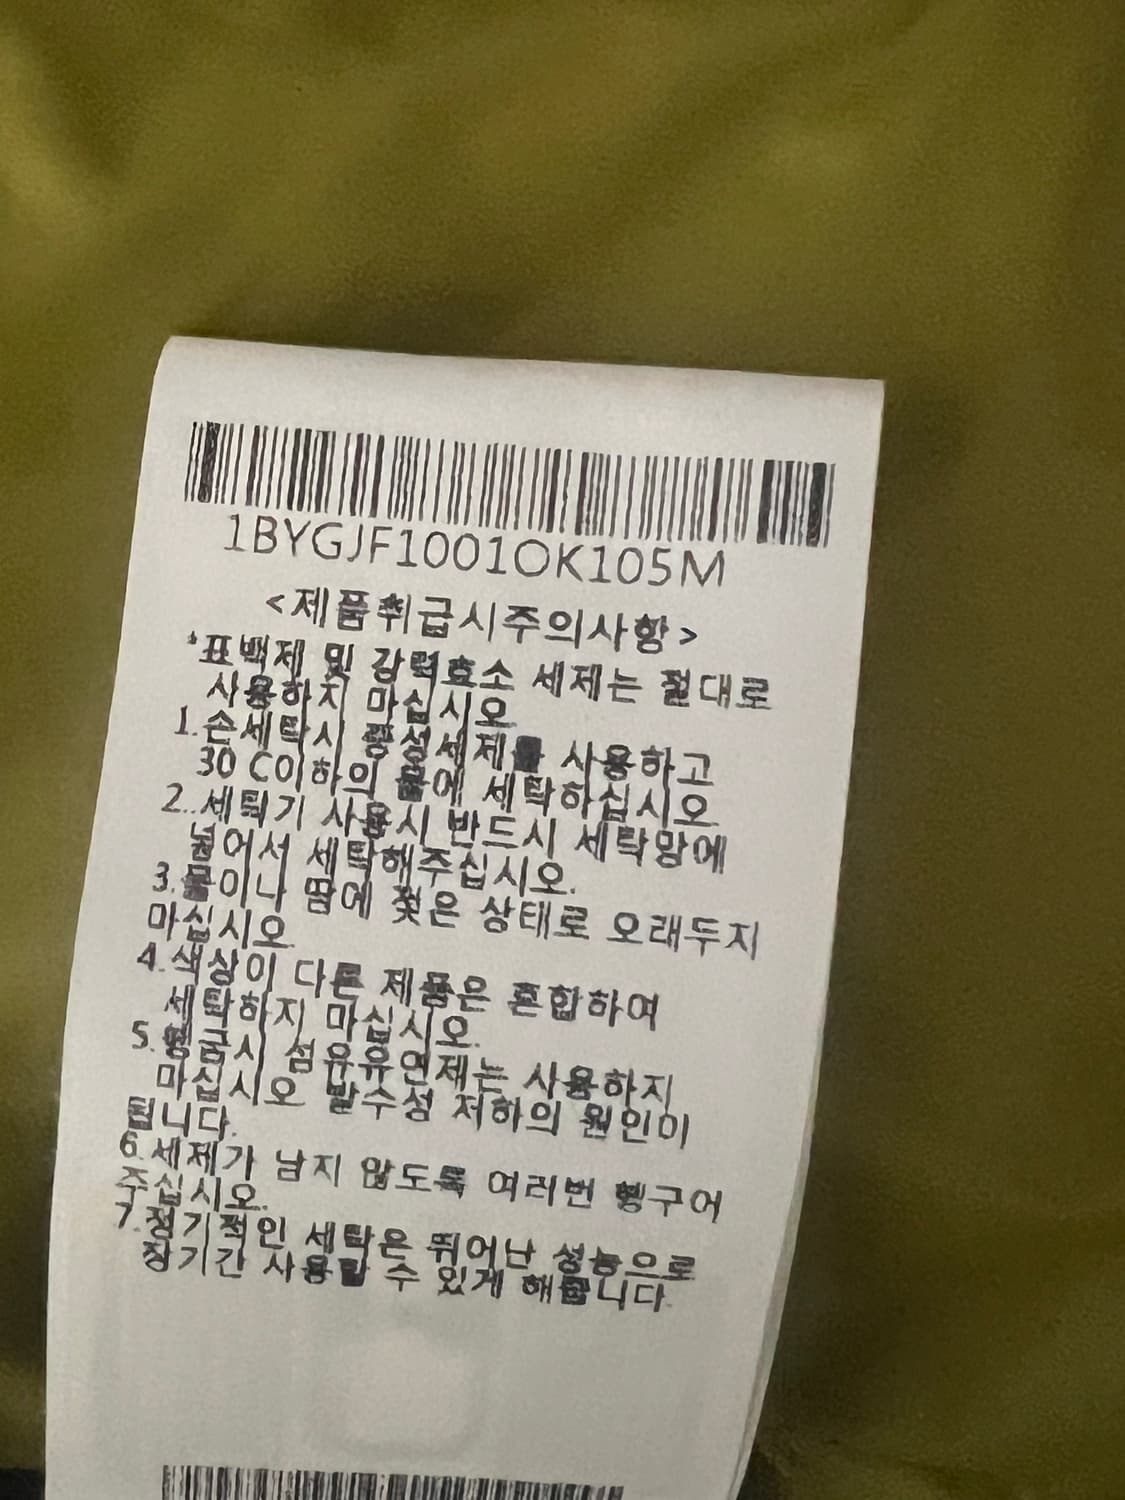 1BYGJF1001OK105M
<제품취급시주의사항>
*표백제 및 강력효소 세제는 절대로
사용하지 마십시오
1.손세탁시 중성세제를 사용하고
30 C이하의 물에 세탁하십시오
2..세탁기 사용시 반드시 세탁망에
넣어서 세탁해주십시오.
3.물이나 땀에 젖은 상태로 오래두지
마십시오
4.색상이 다른 제품은 혼합하여
세탁하지 마십시오.
5.헹굼시 섬유유연제는 사용하지
마십시오 발수성 저하의 원인이
됩니다.
6.세제가 남지 않도록 여러번 헹구어
주십시오.
7.정기적인 세탁은 뛰어난 성능으로
장기간 사용할 수 있게 해줍니다.